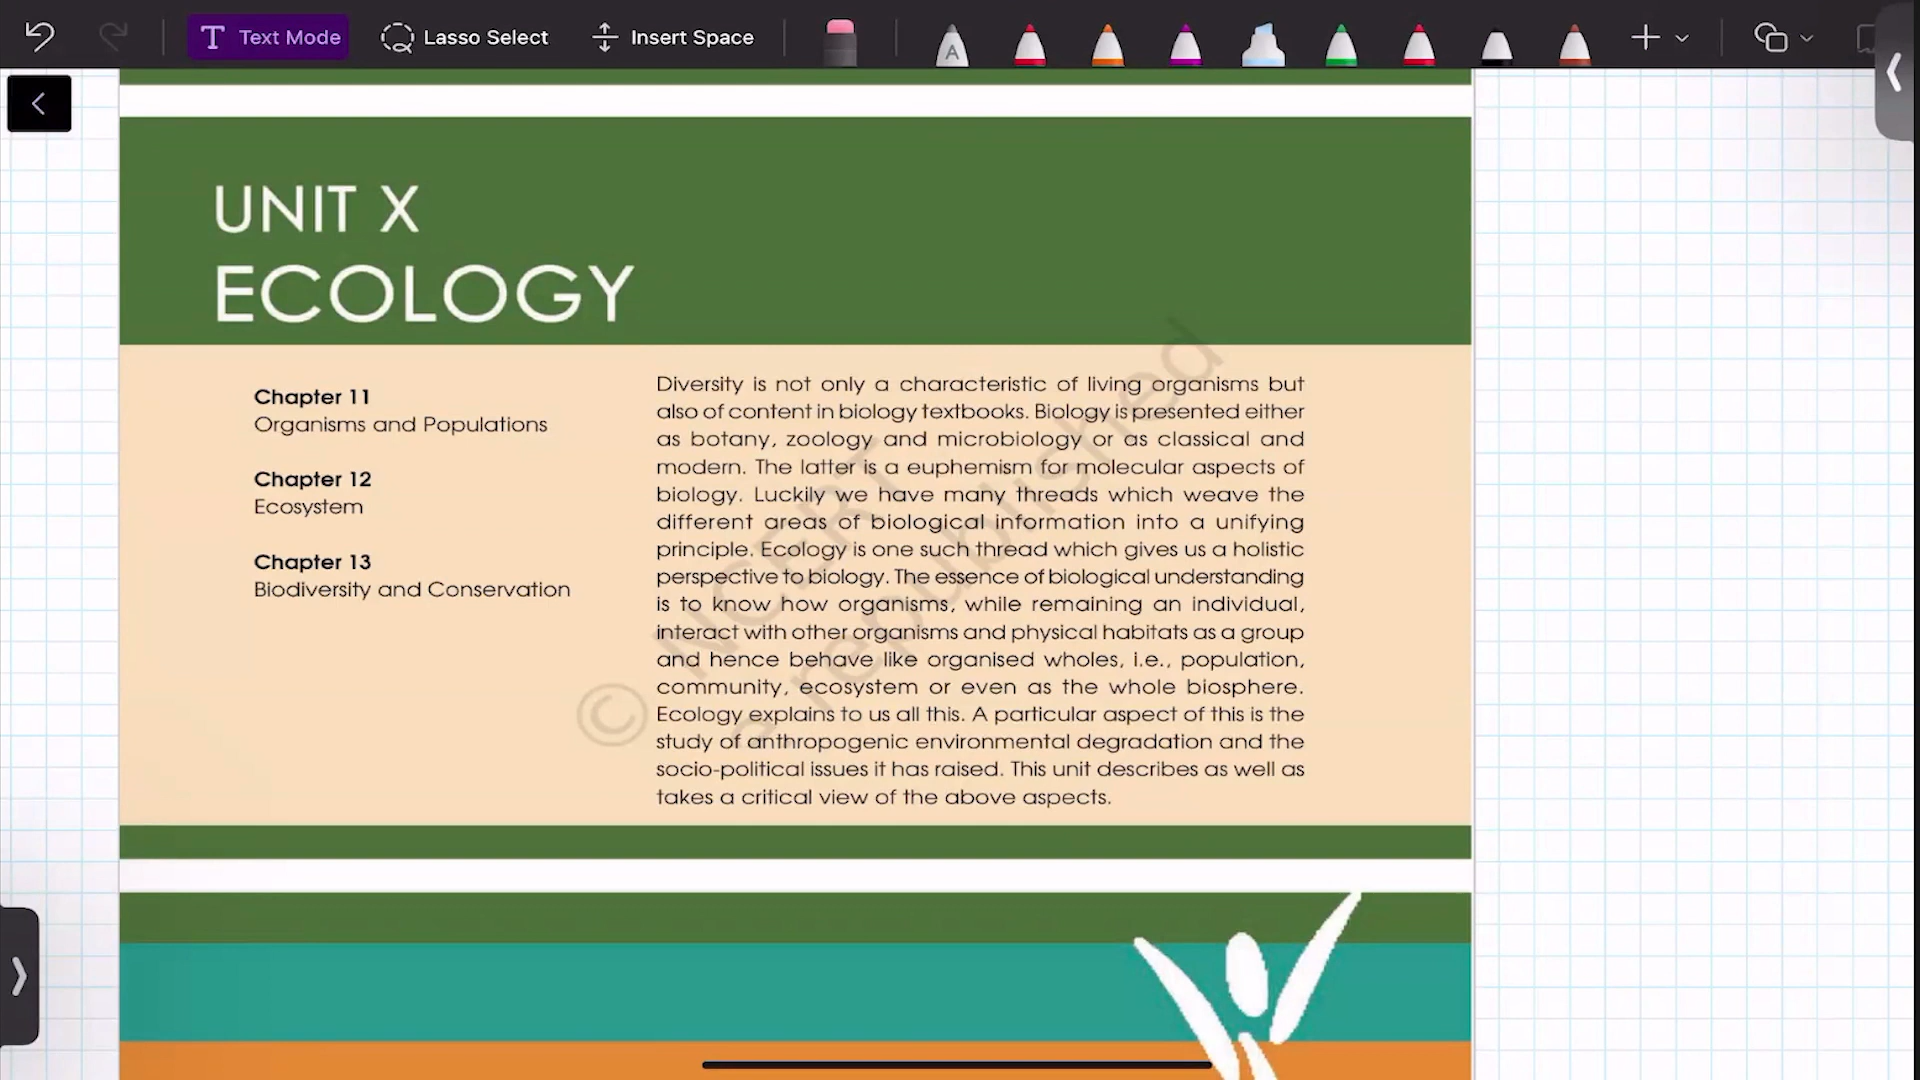 Text Mode
Lasso Select
Insert Space
A
UNIT X
ECOLOGY
Chapter 11
Organisms and Populations
Chapter 12
Ecosystem
Chapter 13
Biodiversity and Conservation
Diversity is not only a characteristic of living organisms but
also of content in biology textbooks. Biology is presented either
as botany, zoology and microbiology or as classical and
modern. The latter is a euphemism for molecular aspects of
biology. Luckily we have many threads which weave the
different areas of biological information into a unifying
principle. Ecology is one such thread which gives us a holistic
perspective to biology. The essence of biological understanding
is to know how organisms, while remaining an individual,
interact with other organisms and physical habitats as a group
and hence behave like organised wholes, i.e., population,
community, ecosystem or even as the whole biosphere.
Ecology explains to us all this. A particular aspect of this is the
study of anthropogenic environmental degradation and the
socio-political issues it has raised. This unit describes as well as
takes a critical view of the above aspects.
© NCERT
republished